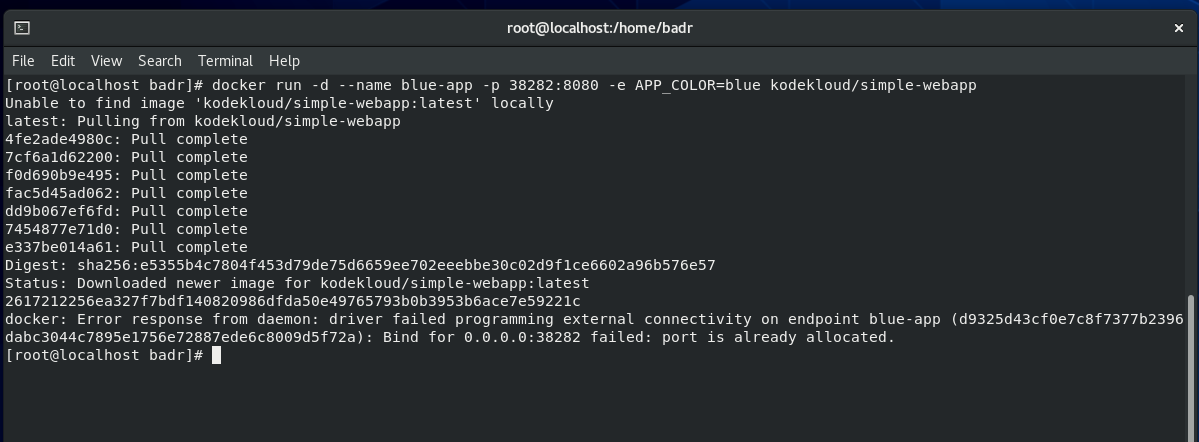 root@localhost:/home/badr
File Edit View Search Terminal Help
[root@localhost badr]# docker run -d --name blue-app -p 38282:8080 -e APP_COLOR=blue kodekloud/simple-webapp
Unable to find image 'kodekloud/simple-webapp:latest' locally
latest: Pulling from kodekloud/simple-webapp
4fe2ade4980c: Pull complete
7cf6a1d62200: Pull complete
f0d690b9e495: Pull complete
fac5d45ad062: Pull complete
dd9b067ef6fd: Pull complete
7454877e71d0: Pull complete
e337be014a61: Pull complete
Digest: sha256:e5355b4c7804f453d79de75d6659ee702eeebbe30c02d9f1ce6602a96b576e57
Status: Downloaded newer image for kodekloud/simple-webapp:latest
2617212256ea327f7bdf140820986dfda50e49765793b0b3953b6ace7e59221c
docker: Error response from daemon: driver failed programming external connectivity on endpoint blue-app (d9325d43cf0e7c8f7377b2396
dabc3044c7895e1756e72887ede6c8009d5f72a): Bind for 0.0.0.0:38282 failed: port is already allocated.
[root@localhost badr]#